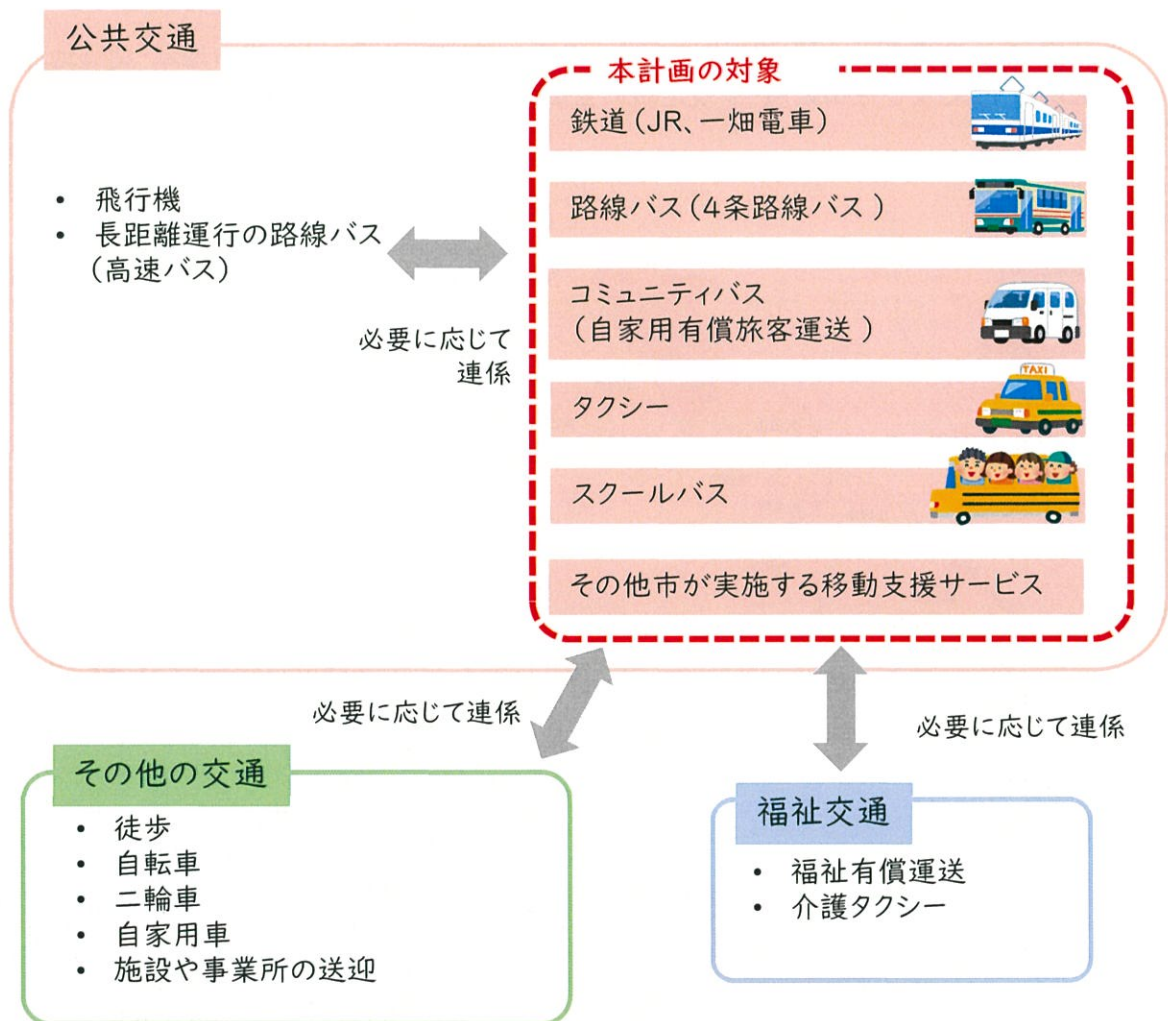 公共交通
本計画の対象
鉄道(JR、一畑電車)
路線バス(4条路線バス )
コミュニティバス
(自家用有償旅客運送 )
タクシー
TAXI
スクールバス
その他市が実施する移動支援サービス
• 飛行機
• 長距離運行の路線バス
(高速バス)
必要に応じて
連係
必要に応じて連係
必要に応じて連係
その他の交通
• 徒歩
• 自転車
• 二輪車
• 自家用車
• 施設や事業所の送迎
福祉交通
• 福祉有償運送
• 介護タクシー